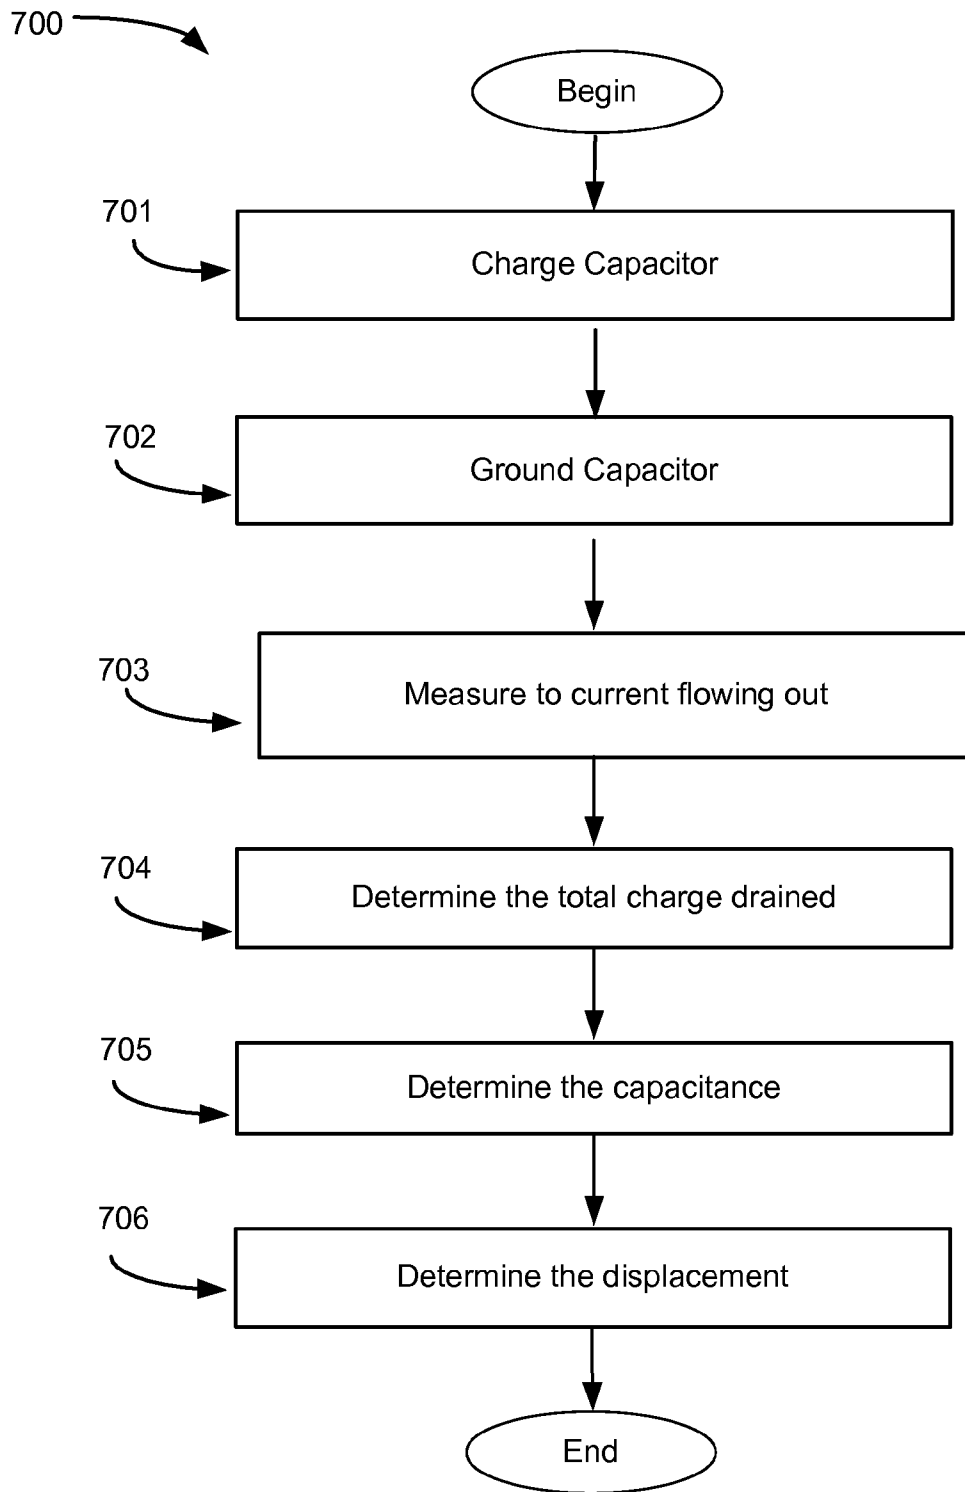 700
Begin
701
Charge Capacitor
702
Ground Capacitor
703
Measure to current flowing out
704
Determine the total charge drained
705
Determine the capacitance
706
Determine the displacement
End